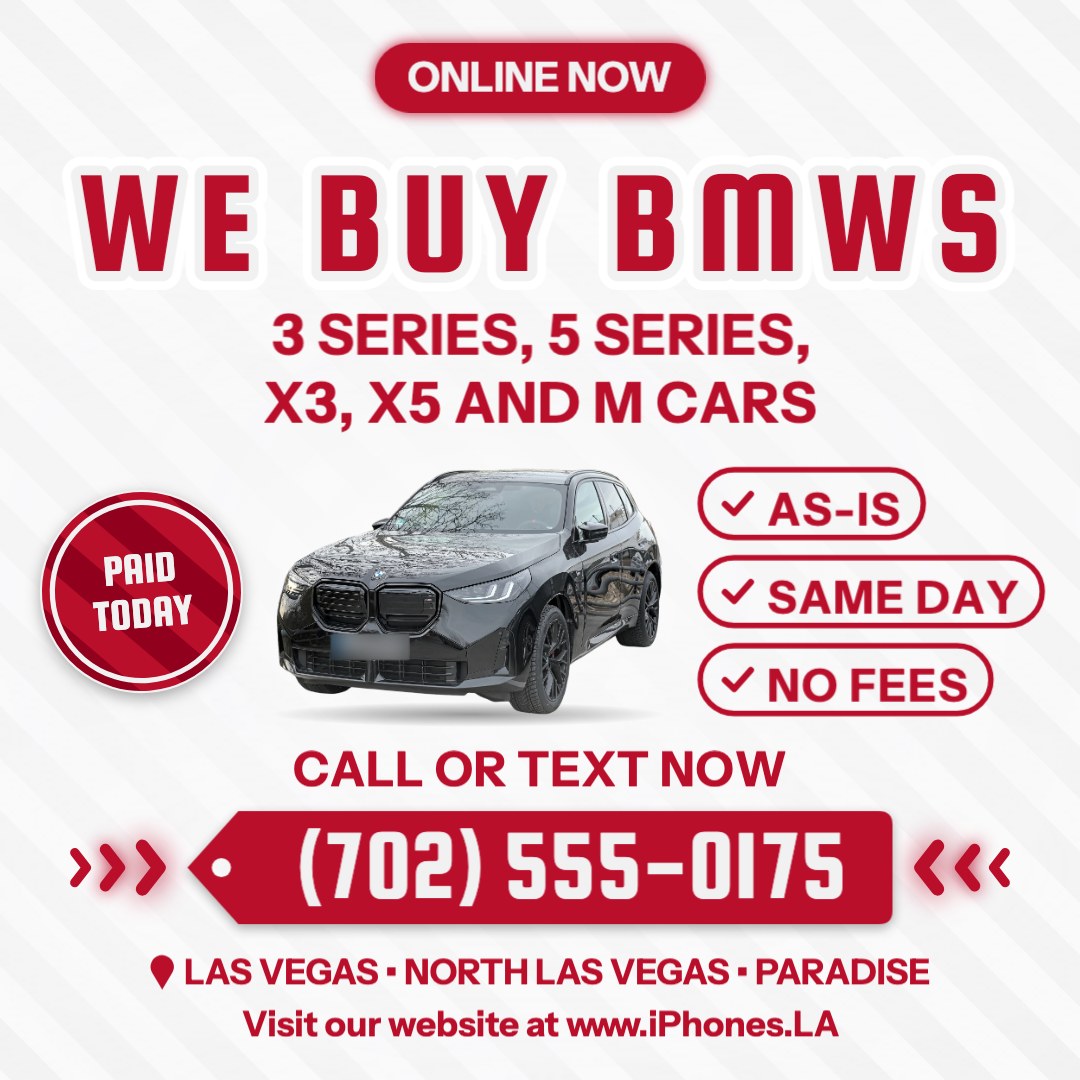 ONLINE NOW
WE BUY BMWS
3 SERIES, 5 SERIES,
X3, X5 AND M CARS
PAID
TODAY
AS-IS
SAME DAY
NO FEES
CALL OR TEXT NOW
(702) 555-0175
LAS VEGAS ▪ NORTH LAS VEGAS ▪ PARADISE
Visit our website at www.iPhones.LA